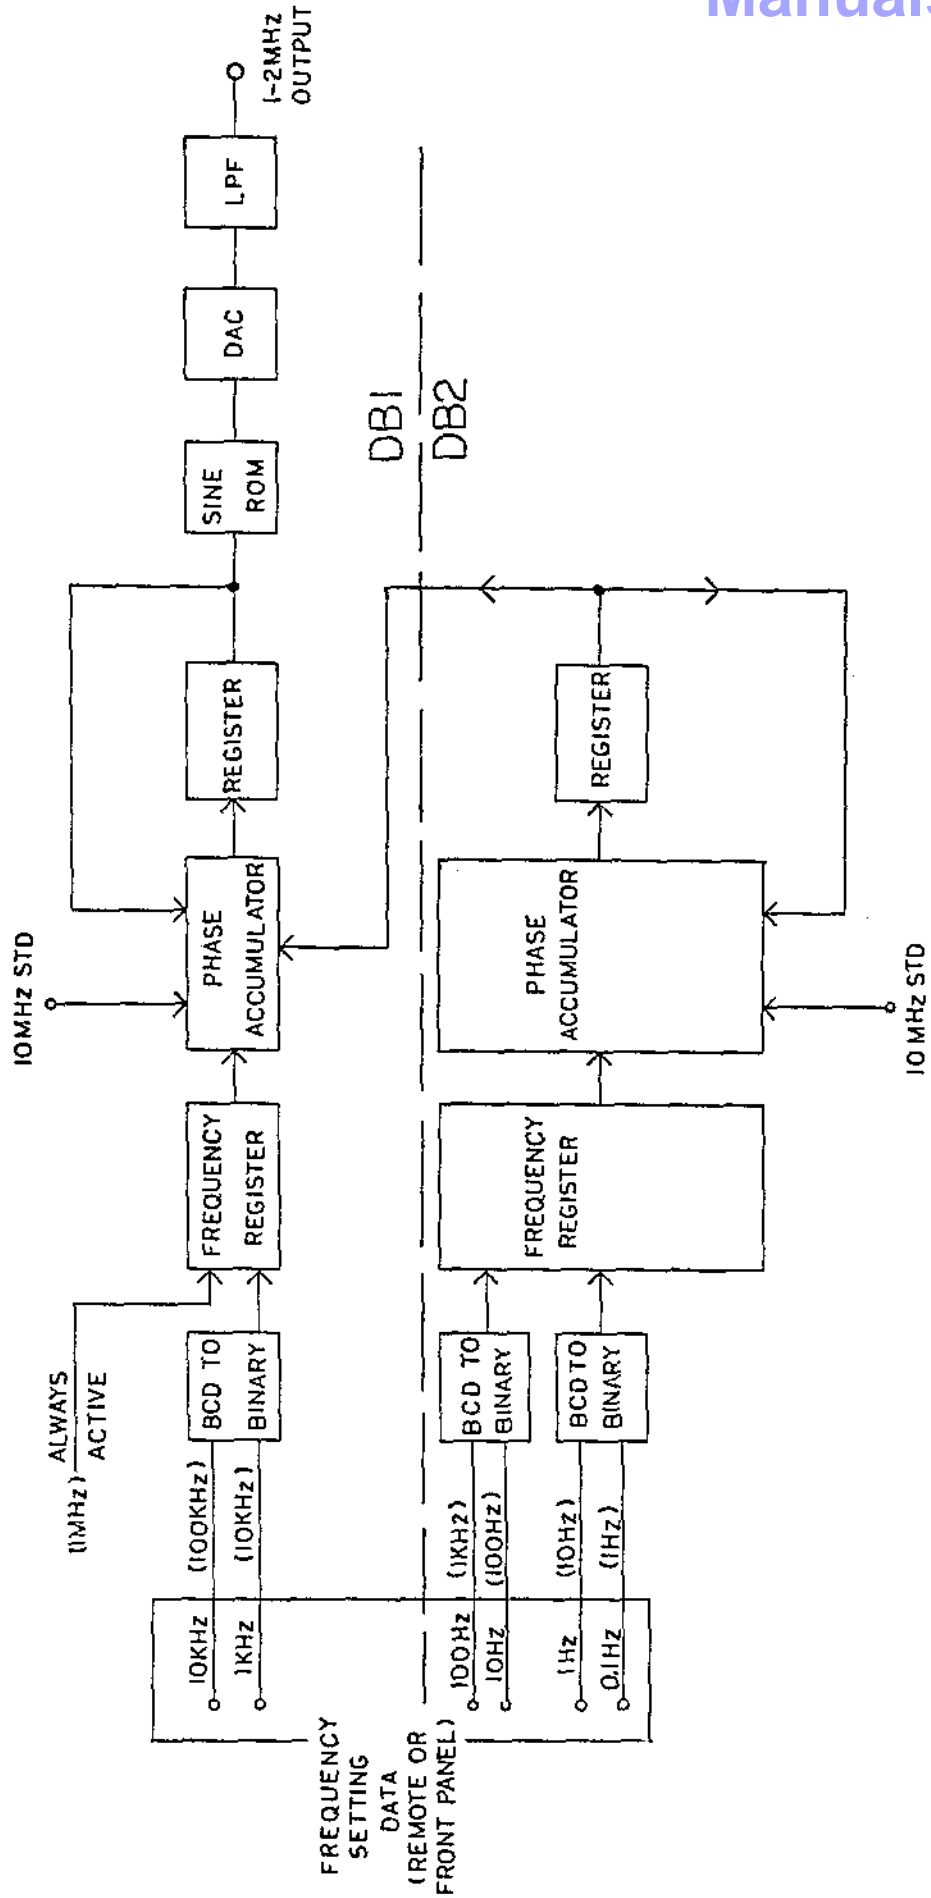 Manuals
FREQUENCY
SETTING
DATA
(REMOTE OR
FRONT PANEL)
10KHz
(100KHz)
1KHz
(10KHz)
100Hz
(1KHz)
10HZ
(100Hz)
1Hz
(10Hz)
0.1Hz
(1Hz)
(1MHz)
ALWAYS
ACTIVE
BCD TO
BINARY
BCD TO
BINARY
BCD TO
BINARY
FREQUENCY
REGISTER
FREQUENCY
REGISTER
10MHz STD
PHASE
ACCUMULATOR
PHASE
ACCUMULATOR
10MHz STD
REGISTER
REGISTER
DB1
DB2
SINE
ROM
DAC
LPF
1-2MHz
OUTPUT